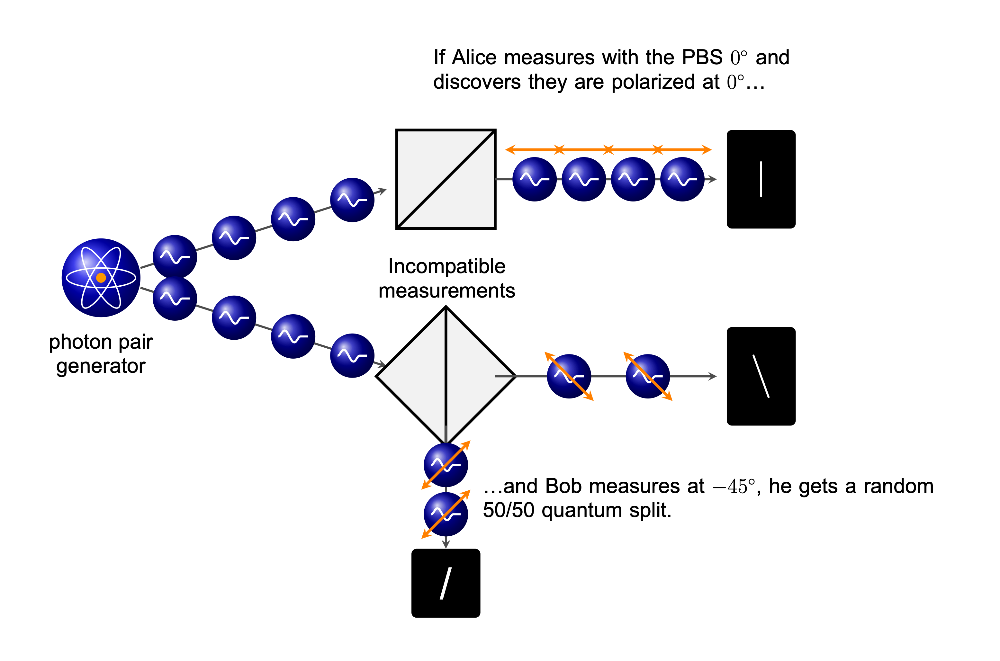 If Alice measures with the PBS 0° and
discovers they are polarized at 0°…
Incompatible
measurements
photon pair
generator
…and Bob measures at −45°, he gets a random
50/50 quantum split.